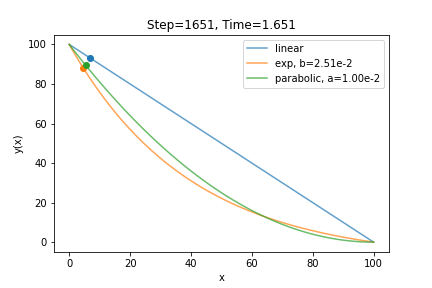 Step=1651, Time=1.651
linear
exp, b=2.51e-2
parabolic, a=1.00e-2
100
80
60
40
20
0
y(x)
0 20 40 60 80 100
x